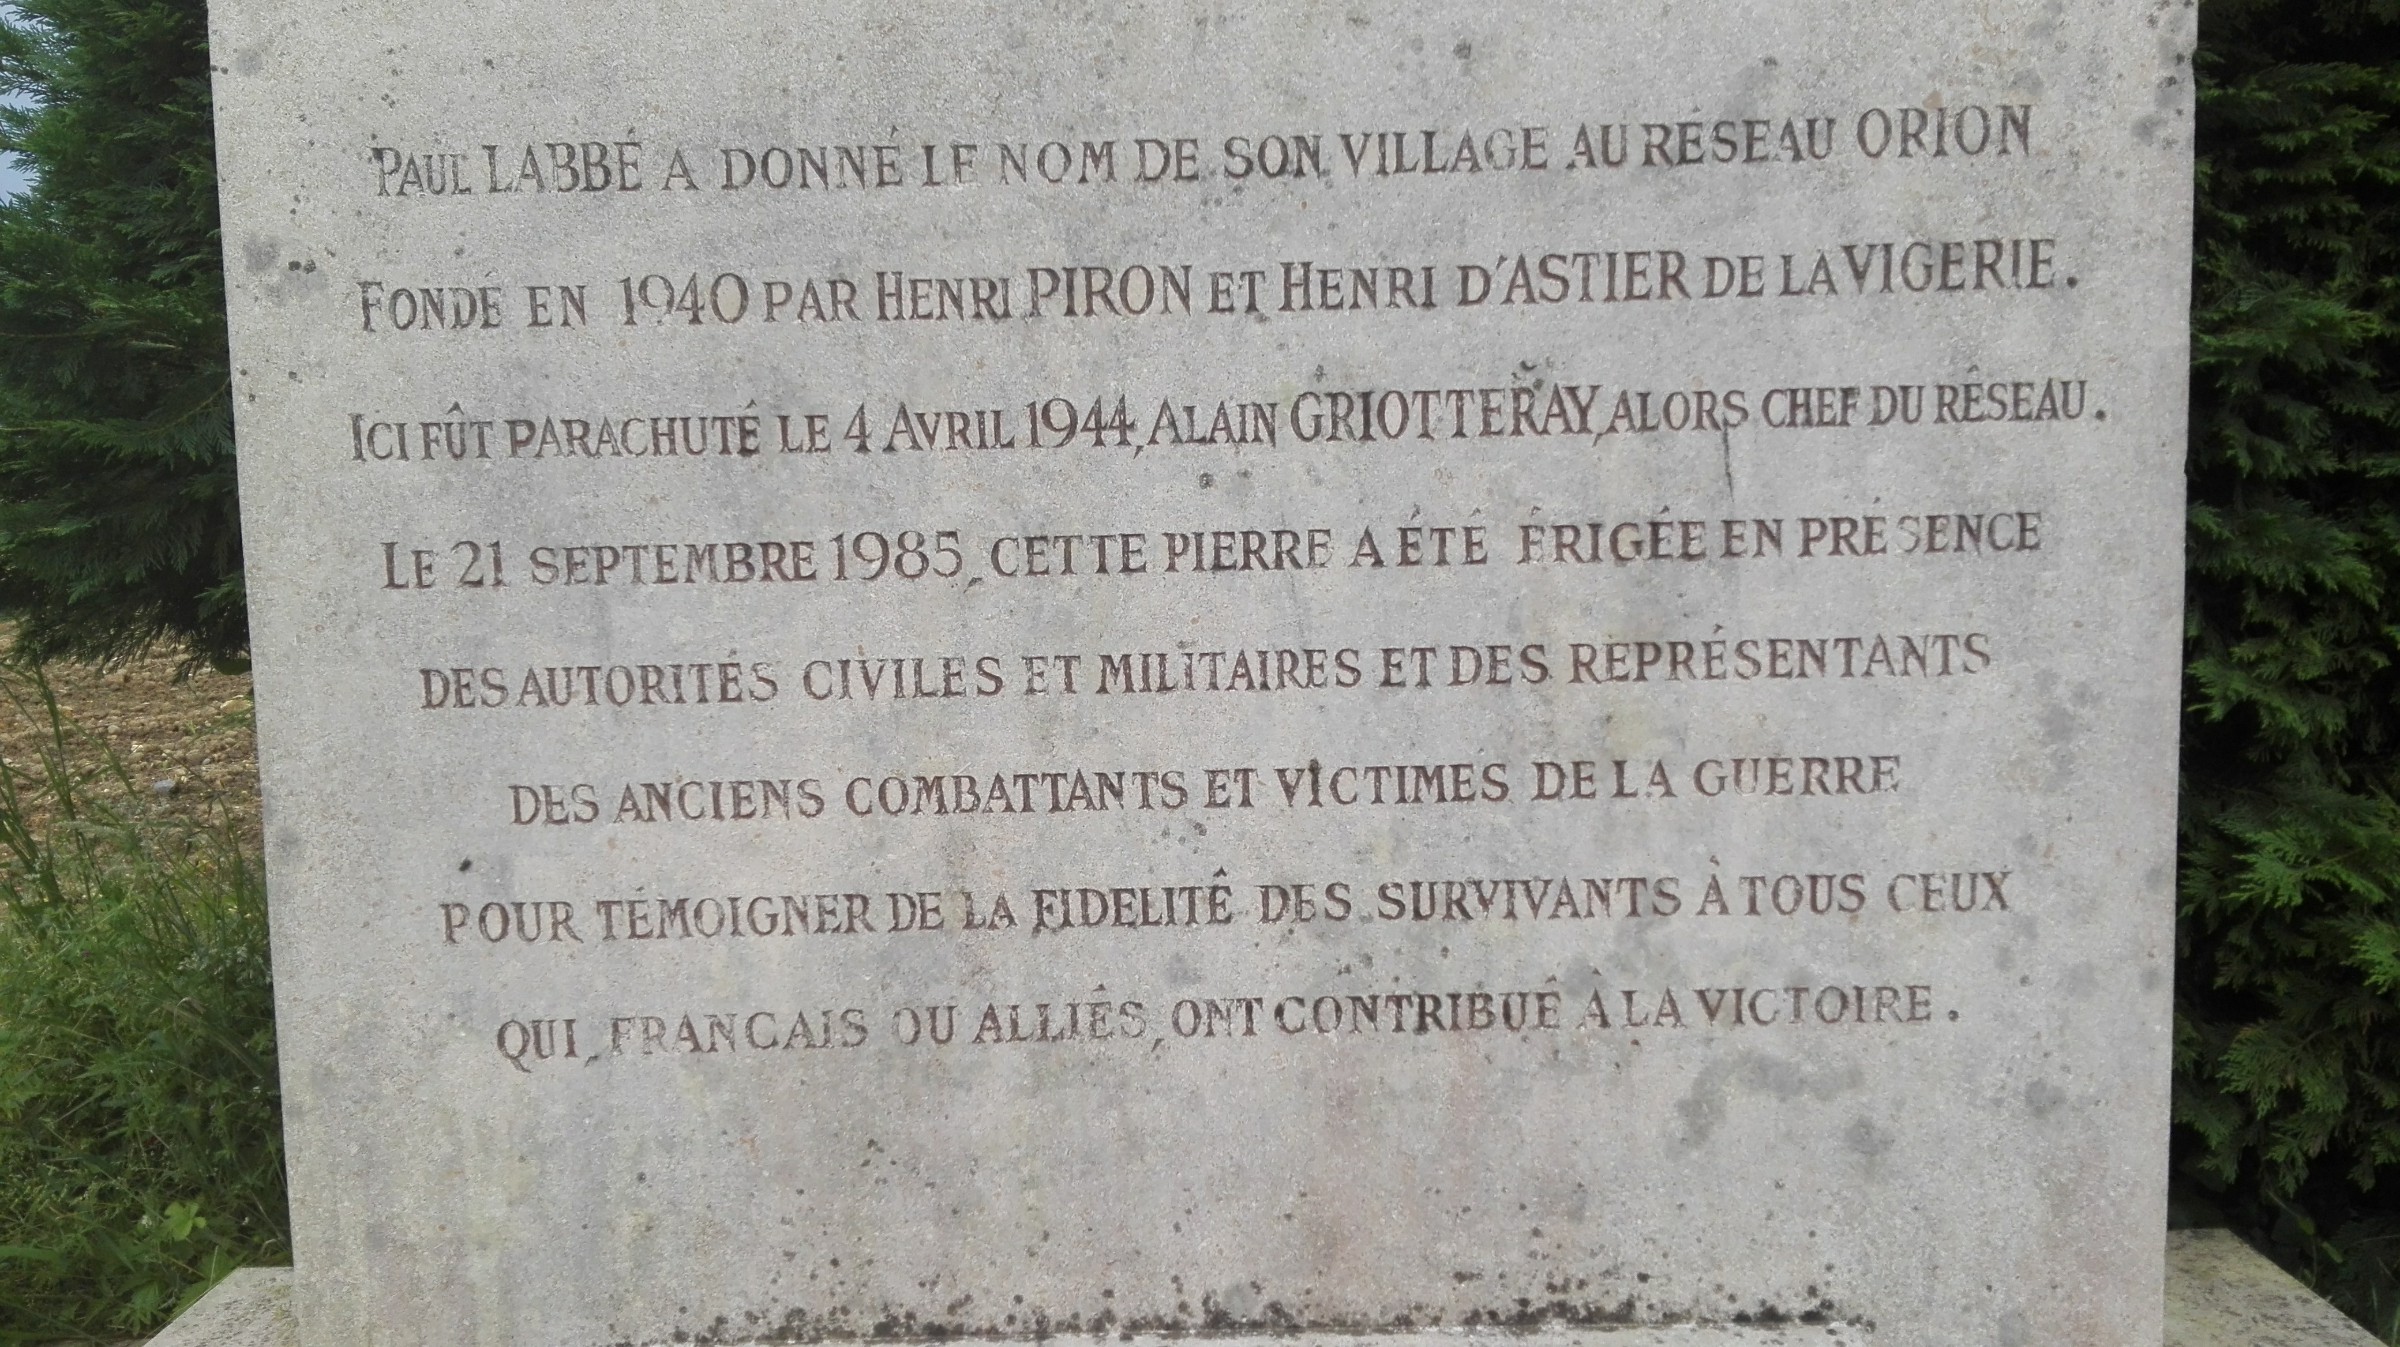 PAUL LABBÉ A DONNÉ LE NOM DE SON VILLAGE AU RÉSEAU ORION
FONDÉ EN 1940 PAR HENRI PIRON ET HENRI D'ASTIER DE LA VIGERIE.
ICI FÛT PARACHUTÉ LE 4 AVRIL 1944, ALAIN GRIOTTERAY, ALORS CHEF DU RÉSEAU.
LE 21 SEPTEMBRE 1985, CETTE PIERRE A ÉTÉ ÉRIGÉE EN PRÉSENCE
DES AUTORITÉS CIVILES ET MILITAIRES ET DES REPRÉSENTANTS
DES ANCIENS COMBATTANTS ET VICTIMES DE LA GUERRE
POUR TÉMOIGNER DE LA FIDELITÉ DES SURVIVANTS À TOUS CEUX
QUI, FRANCAIS OU ALLIÉS, ONT CONTRIBUÉ À LA VICTOIRE.